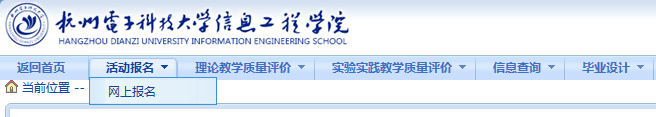 杭州电子科技大学信息工程学院
HANGZHOU DIANZI UNIVERSITY INFORMATION ENGINEERING SCHOOL
返回首页 活动报名 理论教学质量评价 实验实践教学质量评价 信息查询 毕业设计
当前位置 --
网上报名